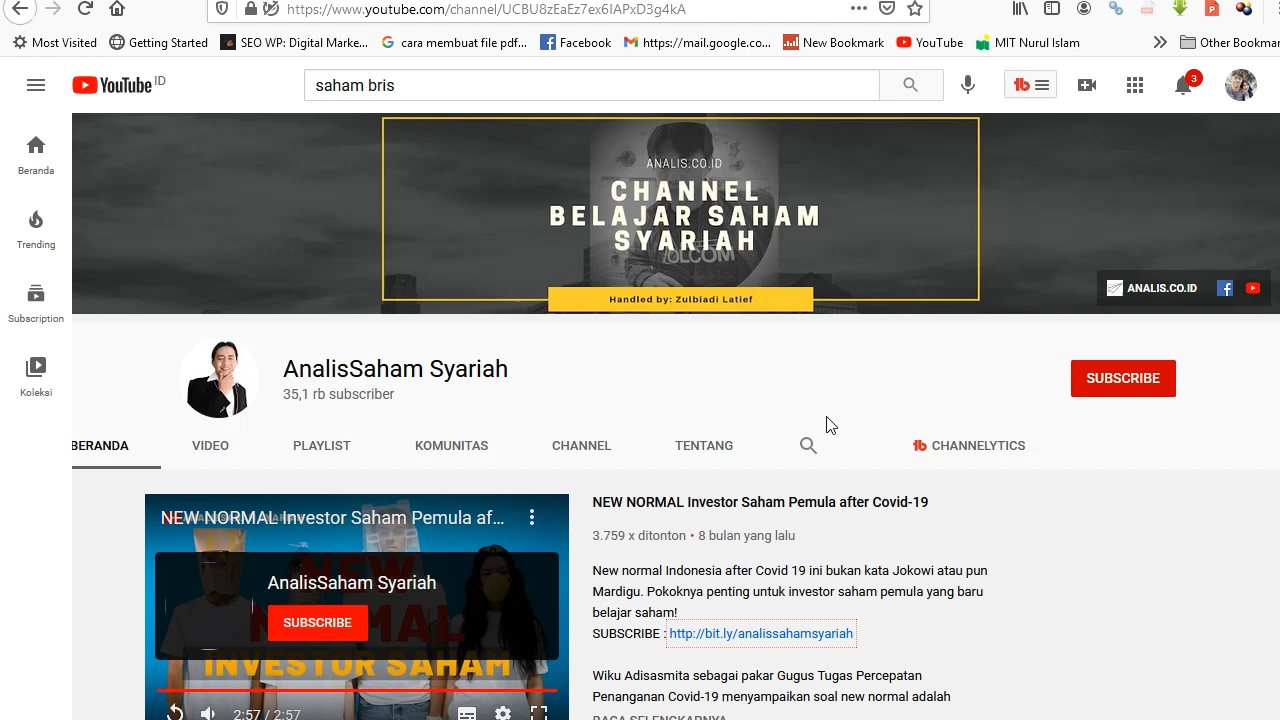 https://www.youtube.com/channel/UCBU8zEaEz7ex6IAPxD3g4kA
Most Visited
Getting Started
SEO WP: Digital Marke...
cara membuat file pdf...
Facebook
https://mail.google.co...
New Bookmark
YouTube
MIT Nurul Islam
Other Bookmar
YouTube ID
saham bris
tb
3
Beranda
Trending
Subscription
Koleksi
ANALIS.CO.ID
CHANNEL
BELAJAR SAHAM
SYARIAH
Handled by: Zulbiadi Latief
ANALIS.CO.ID
AnalisSaham Syariah
35,1 rb subscriber
SUBSCRIBE
BERANDA
VIDEO
PLAYLIST
KOMUNITAS
CHANNEL
TENTANG
tb CHANNELYTICS
NEW NORMAL Investor Saham Pemula af...
AnalisSaham Syariah
SUBSCRIBE
NEW
NORMAL
INVESTOR SAHAM
2:57 / 2:57
NEW NORMAL Investor Saham Pemula after Covid-19
3.759 x ditonton • 8 bulan yang lalu
New normal Indonesia after Covid 19 ini bukan kata Jokowi atau pun
Mardigu. Pokoknya penting untuk investor saham pemula yang baru
belajar saham!
SUBSCRIBE : http://bit.ly/analissahamsyariah
Wiku Adisasmita sebagai pakar Gugus Tugas Percepatan
Penanganan Covid-19 menyampaikan soal new normal adalah
BACA SELENGKAPNYA